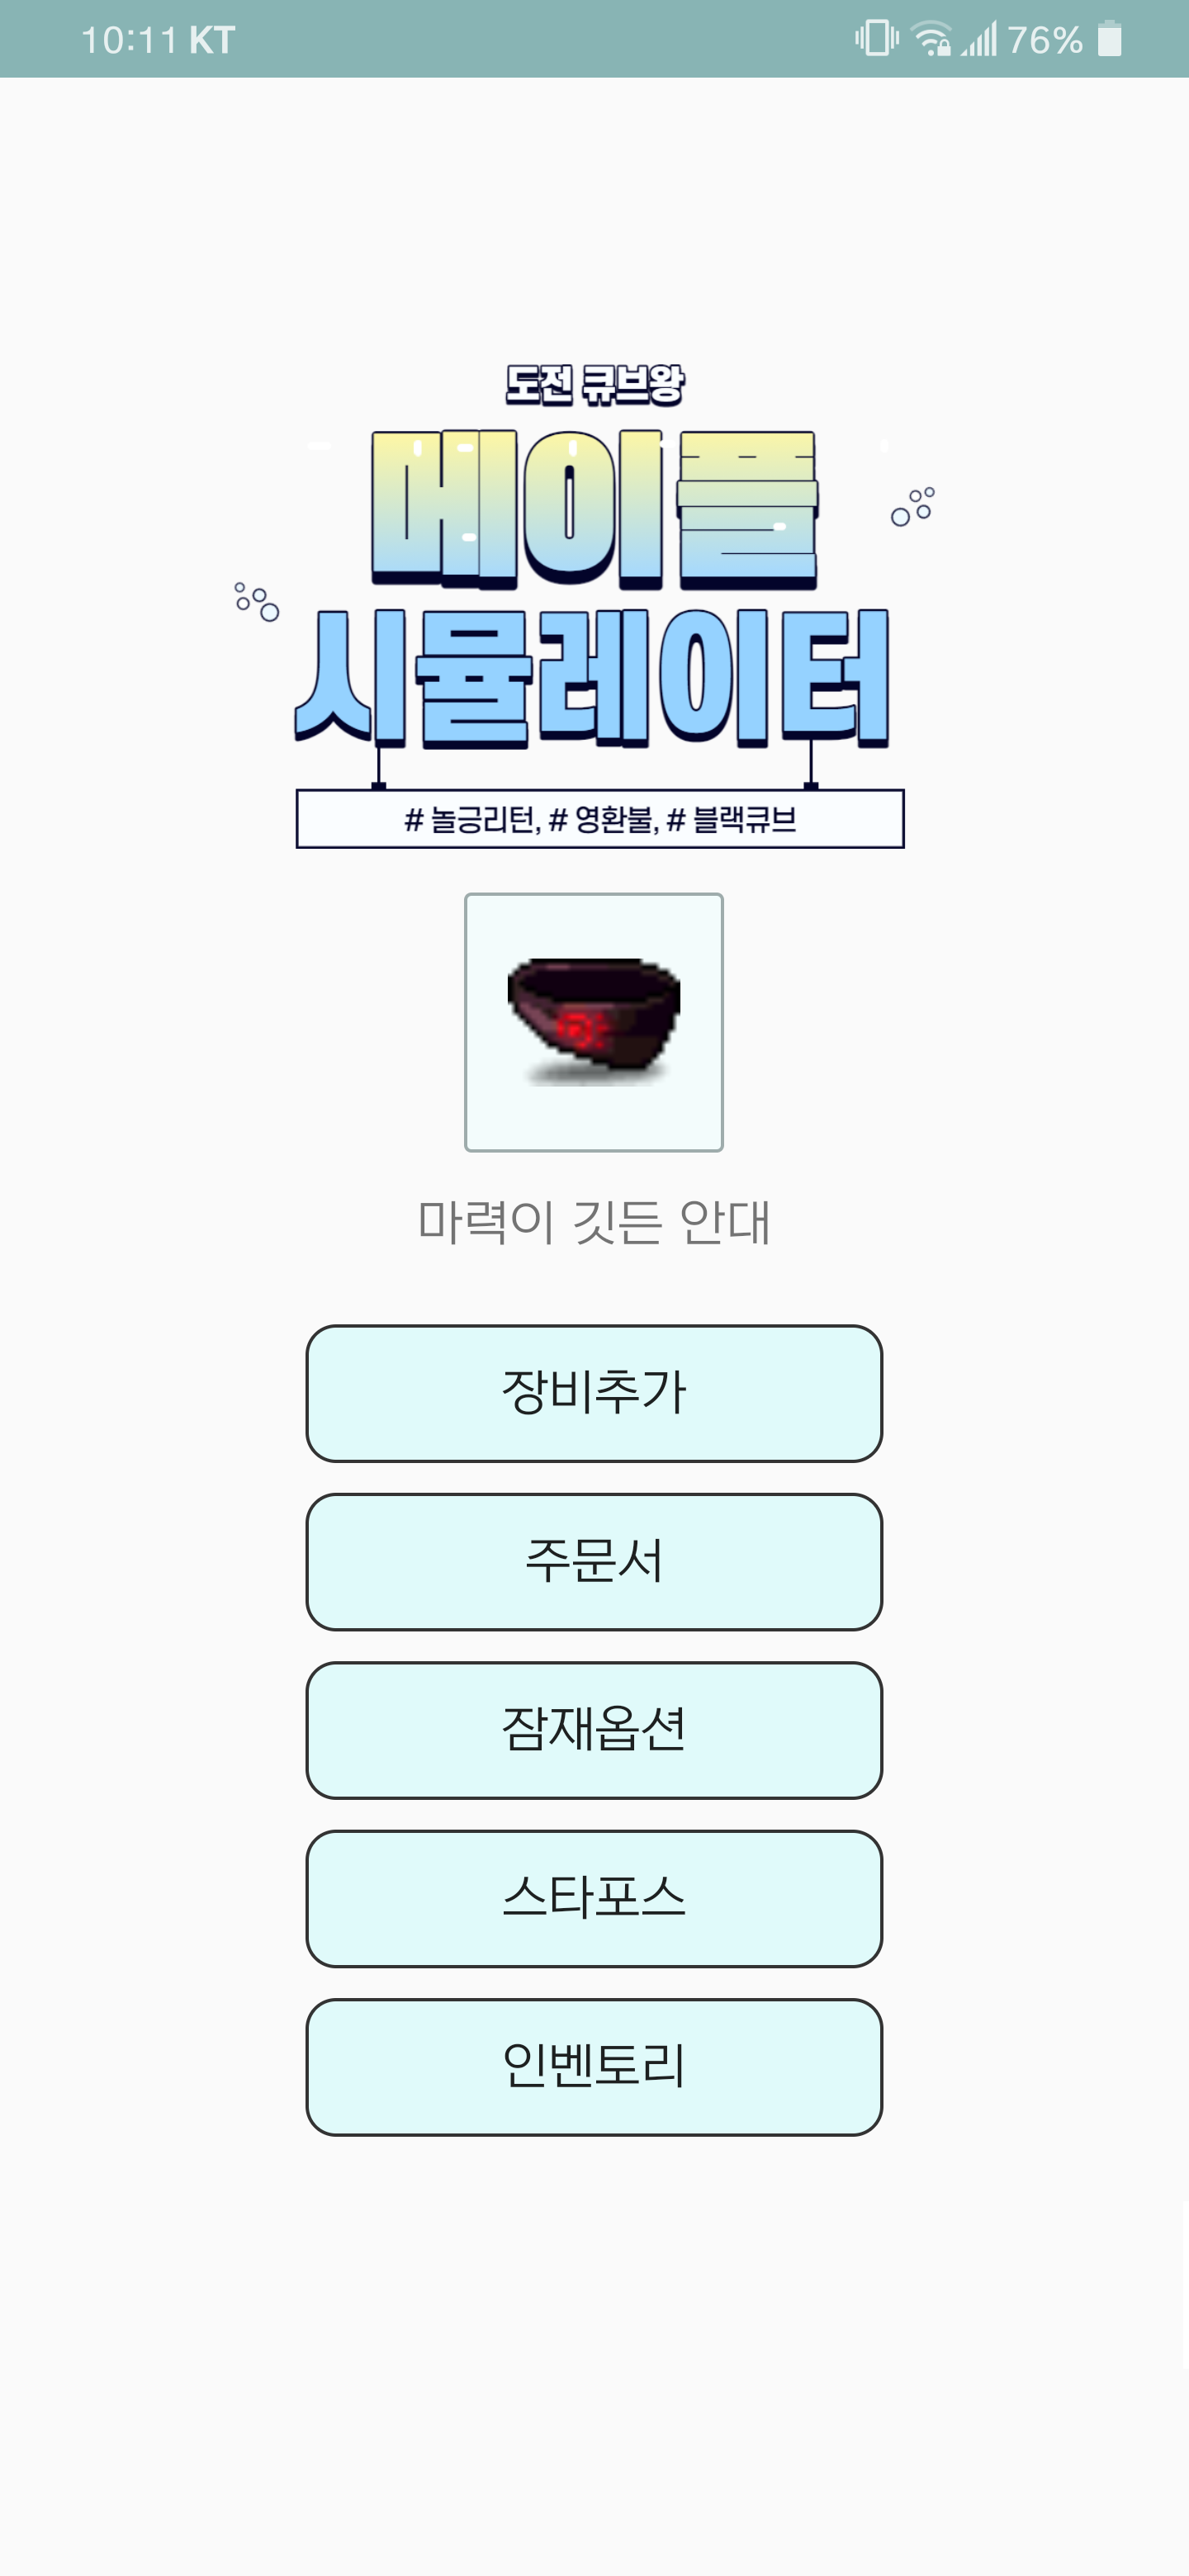 10:11 KT 76%
도전 큐브왕
메이플
시뮬레이터
# 놀긍리턴, # 영환불, # 블랙큐브
마력이 깃든 안대
장비추가
주문서
잠재옵션
스타포스
인벤토리